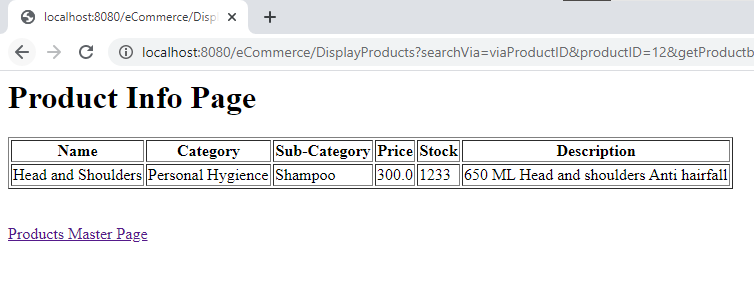 localhost:8080/eCommerce/Disp
localhost:8080/eCommerce/DisplayProducts?searchVia=viaProductID&productID=12&getProductb
Product Info Page
Name Category Sub-Category Price Stock Description
Head and Shoulders Personal Hygience Shampoo 300.0 1233 650 ML Head and shoulders Anti hairfall
Products Master Page